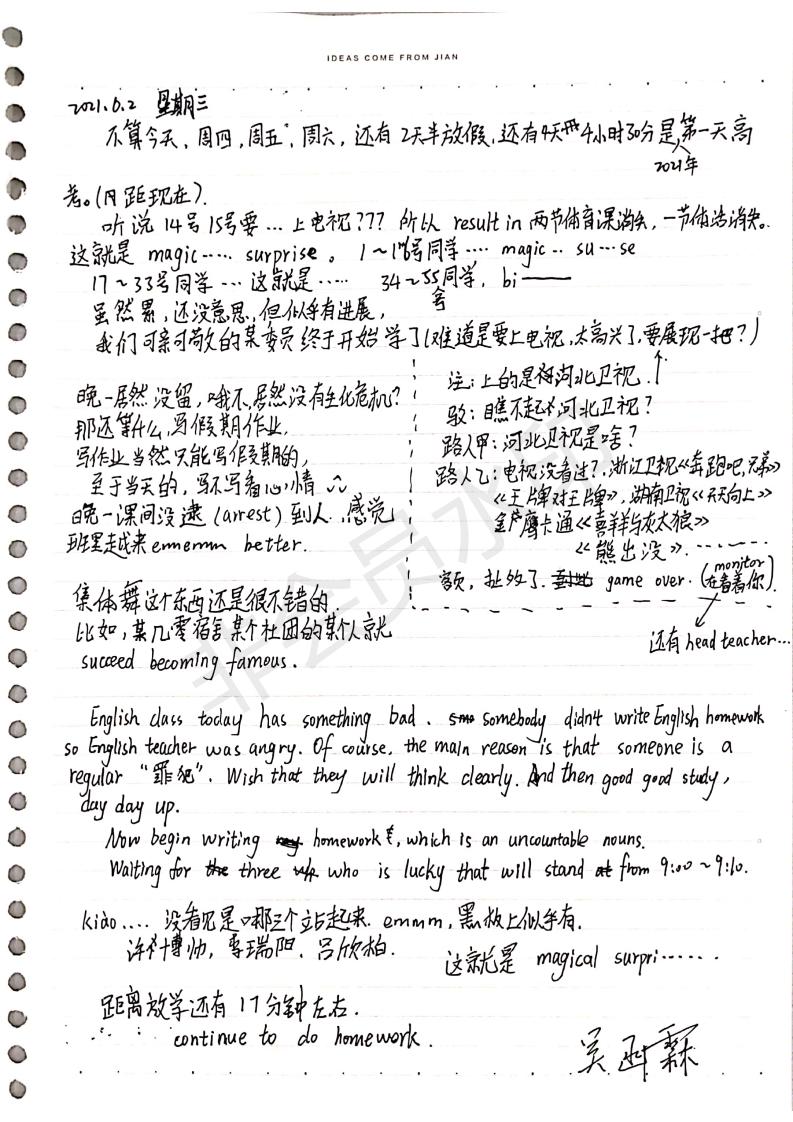 IDEAS COME FROM JIAN
2021.6.2 星期三
不算今天、周四,周五,周六,还有2天半放假,还有4天 4小时30分是第一天高
2021年
考。(闩距现在).
听说14号15号要…上电视??? 所以 result in 两节体育课消失,一节体活消失。
这就是 magic..... surprise。 1~16号同学.... magic.. su...se
17~33号同学...这就是..... 34~55号同学, bi——
虽然累,还没意思,但似乎有进展,
我们可亲可敬的某委员终于开始学了(难道是要上电视,太高兴了,要展现一把?)
晚一居然没留,哦不,居然没有生化危机?
那还等什么,写假期作业,
写作业当然只能写假期的,
至于当天的,写不写看心情
晚一课间没逮 (arrest) 到人.感觉
班里越来 emmmm better.
集体舞这个东西还是很不错的.
比如,某几零宿舍某个社团的某个人就
succeed becoming famous.
注:上的是河北卫视.
驳:瞧不起河北卫视?
路人甲:河北卫视是啥?
路人乙:电视没看过?,浙江卫视《奔跑吧,兄弟》
《王牌对王牌》,湖南卫视《天天向上》
金鹰卡通《喜羊羊与灰太狼》
《熊出没》........
额,扯败了. game over. (monitor 在看着你).
还有 head teacher...
English class today has something bad. somebody didn't write English homework
so English teacher was angry. Of course, the main reason is that someone is a
regular “罪犯”. Wish that they will think clearly. And then good good study,
day day up.
Now begin writing homework, which is an uncountable nouns.
Waiting for three who is lucky that will stand from 9:00~9:10.
kiào.... 没看见是哪三个站起来. emmm,黑板上似乎有.
许博帅,李瑞阳.吕欣柏.
这就是 magical surpri......
距离放学还有17分钟左右.
continue to do homework.
非会员水印